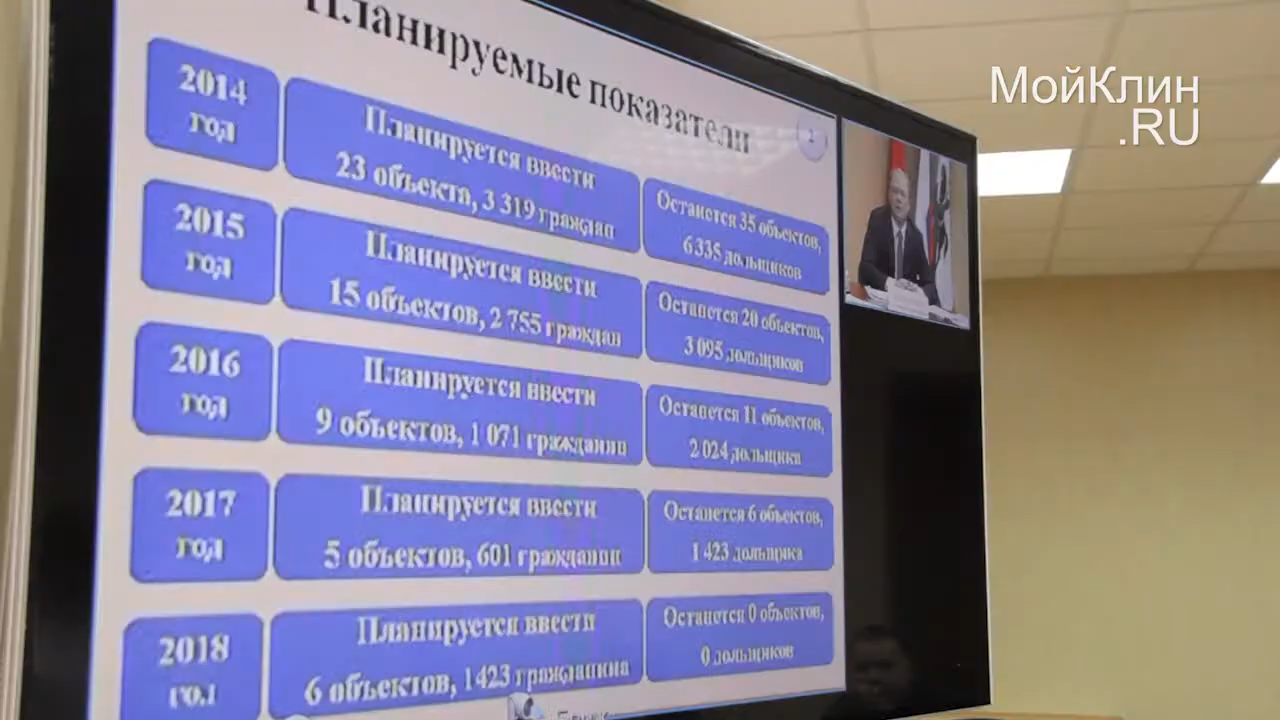 МойКлин
.RU
Планируемые показатели
2
2014
год
Планируется ввести
23 объекта, 3 319 граждан
Останется 35 объектов,
6 335 дольщиков
2015
год
Планируется ввести
15 объектов, 2 755 граждан
Останется 20 объектов,
3 095 дольщиков
2016
год
Планируется ввести
9 объектов, 1 071 гражданин
Останется 11 объектов,
2 024 дольщика
2017
год
Планируется ввести
5 объектов, 601 гражданин
Останется 6 объектов,
1 423 дольщика
2018
год
Планируется ввести
6 объектов, 1423 гражданина
Останется 0 объектов,
0 дольщиков